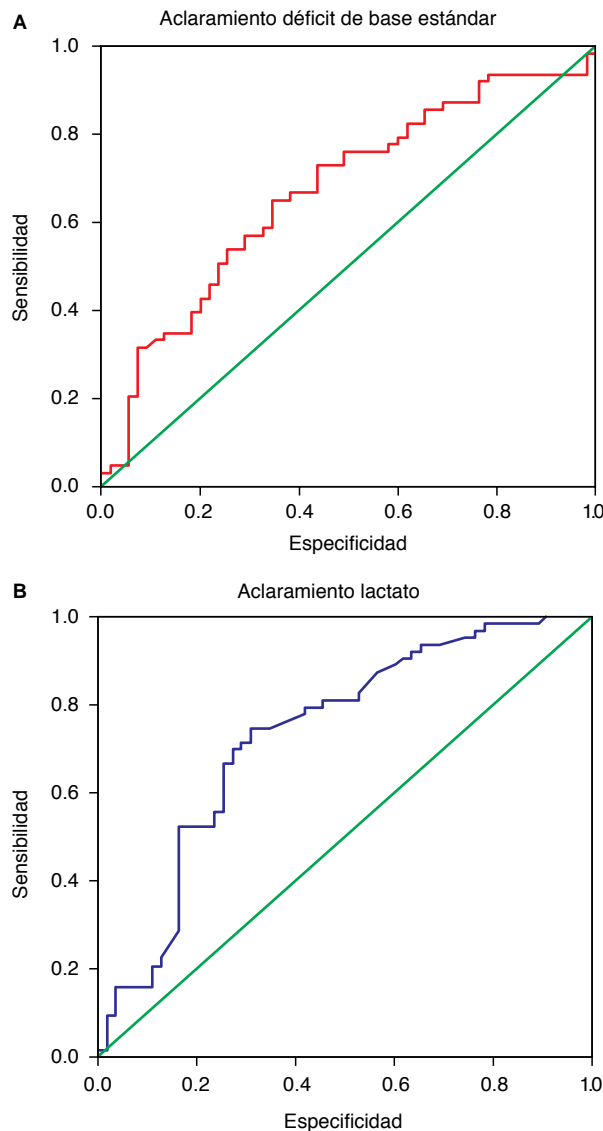 A
Aclaramiento déficit de base estándar
1.0
0.8
0.6
0.4
0.2
0.0
Sensibilidad
0.0 0.2 0.4 0.6 0.8 1.0
Especificidad
B
Aclaramiento lactato
1.0
0.8
0.6
0.4
0.2
0.0
Sensibilidad
0.0 0.2 0.4 0.6 0.8 1.0
Especificidad